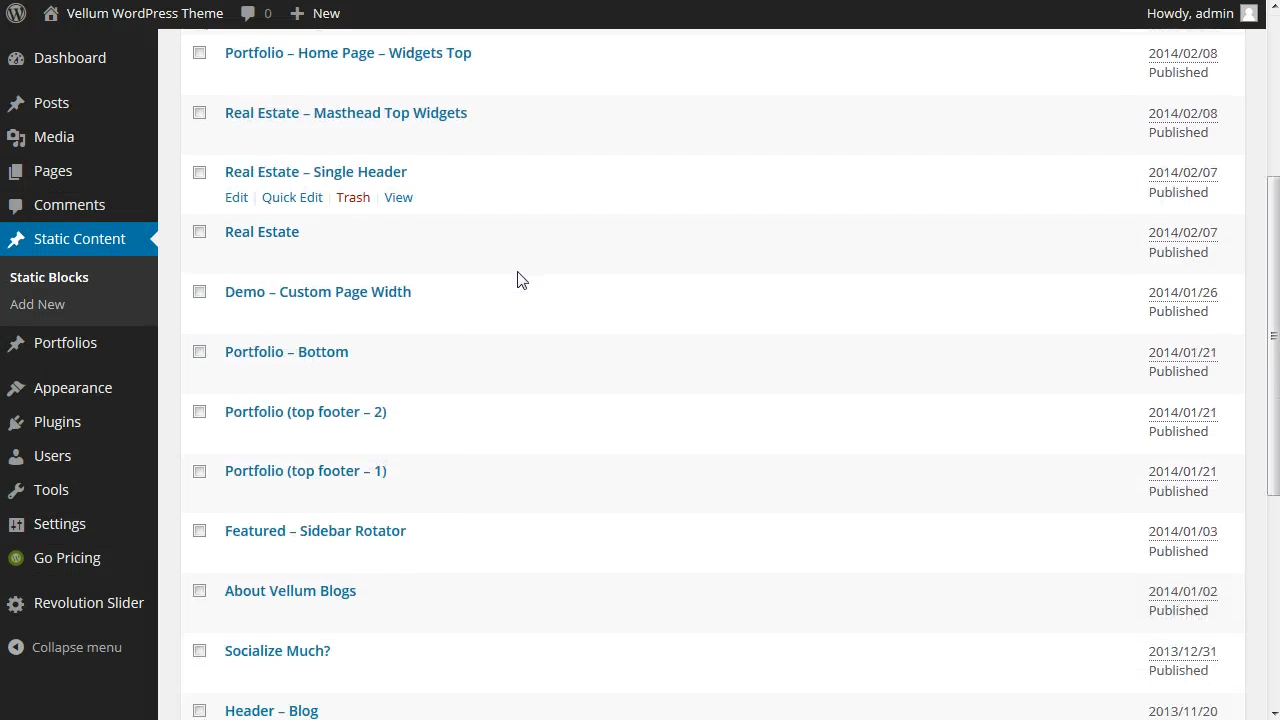 Vellum WordPress Theme 0 New Howdy, admin
Dashboard
Posts
Media
Pages
Comments
Static Content
Static Blocks
Add New
Portfolios
Appearance
Plugins
Users
Tools
Settings
Go Pricing
Revolution Slider
Collapse menu
Portfolio – Home Page – Widgets Top 2014/02/08
Published
Real Estate – Masthead Top Widgets 2014/02/08
Published
Real Estate – Single Header 2014/02/07
Edit | Quick Edit | Trash | View Published
Real Estate 2014/02/07
Published
Demo – Custom Page Width 2014/01/26
Published
Portfolio – Bottom 2014/01/21
Published
Portfolio (top footer – 2) 2014/01/21
Published
Portfolio (top footer – 1) 2014/01/21
Published
Featured – Sidebar Rotator 2014/01/03
Published
About Vellum Blogs 2014/01/02
Published
Socialize Much? 2013/12/31
Published
Header – Blog 2013/11/20